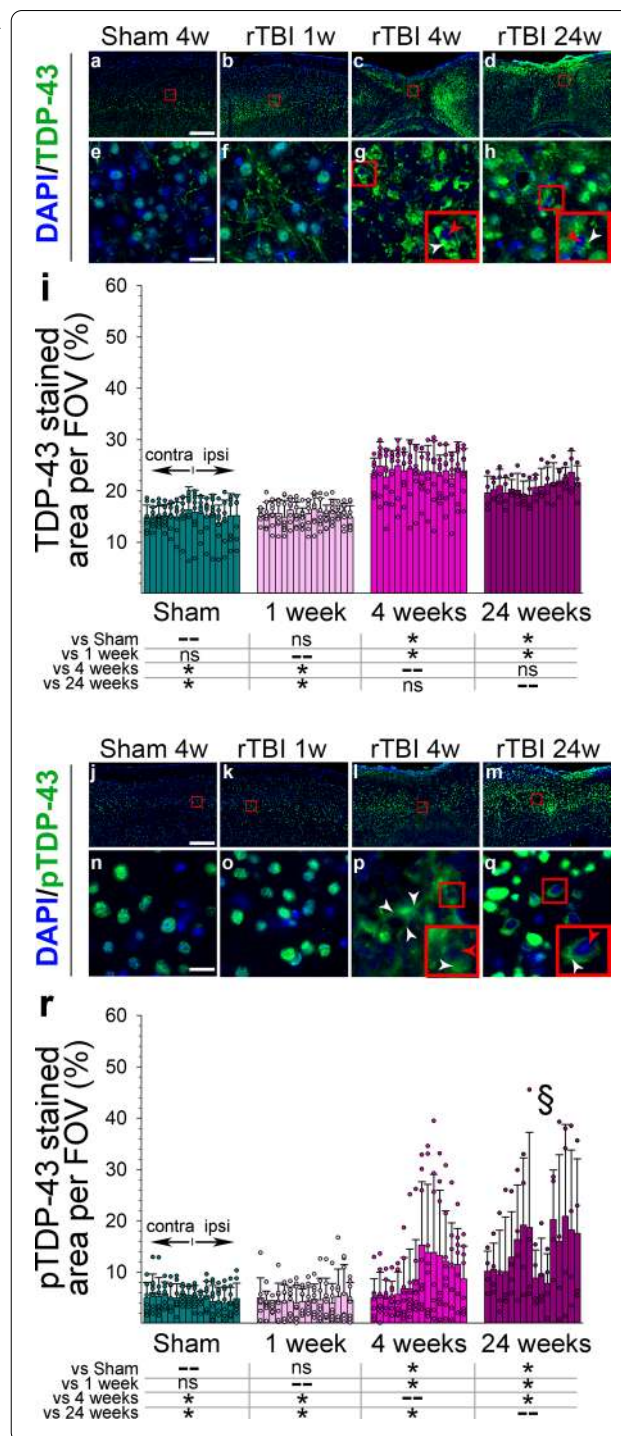 Sham 4w rTBI 1w rTBI 4w rTBI 24w
DAPI/TDP-43
a b c d
e f g h
i
TDP-43 stained
area per FOV (%)
60
50
40
30
20
10
contra ipsi
Sham 1 week 4 weeks 24 weeks
vs Sham -- ns * *
vs 1 week ns -- * *
vs 4 weeks * * -- ns
vs 24 weeks * * ns --
Sham 4w rTBI 1w rTBI 4w rTBI 24w
DAPI/pTDP-43
j k l m
n o p q
r
pTDP-43 stained
area per FOV (%)
60
50
40
30
20
10
contra ipsi
§
Sham 1 week 4 weeks 24 weeks
vs Sham -- ns * *
vs 1 week ns -- * *
vs 4 weeks * * -- *
vs 24 weeks * * * --